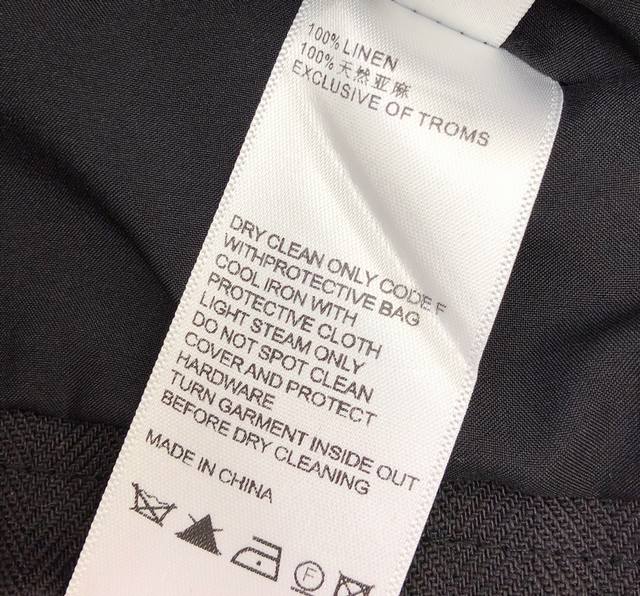 100% LINEN
100%天然亚麻
EXCLUSIVE OF TROMS
DRY CLEAN ONLY CODE F
WITHPROTECTIVE BAG
COOL IRON WITH
PROTECTIVE CLOTH
LIGHT STEAM ONLY
DO NOT SPOT CLEAN
COVER AND PROTECT
HARDWARE
TURN GARMENT INSIDE OUT
BEFORE DRY CLEANING
MADE IN CHINA
F